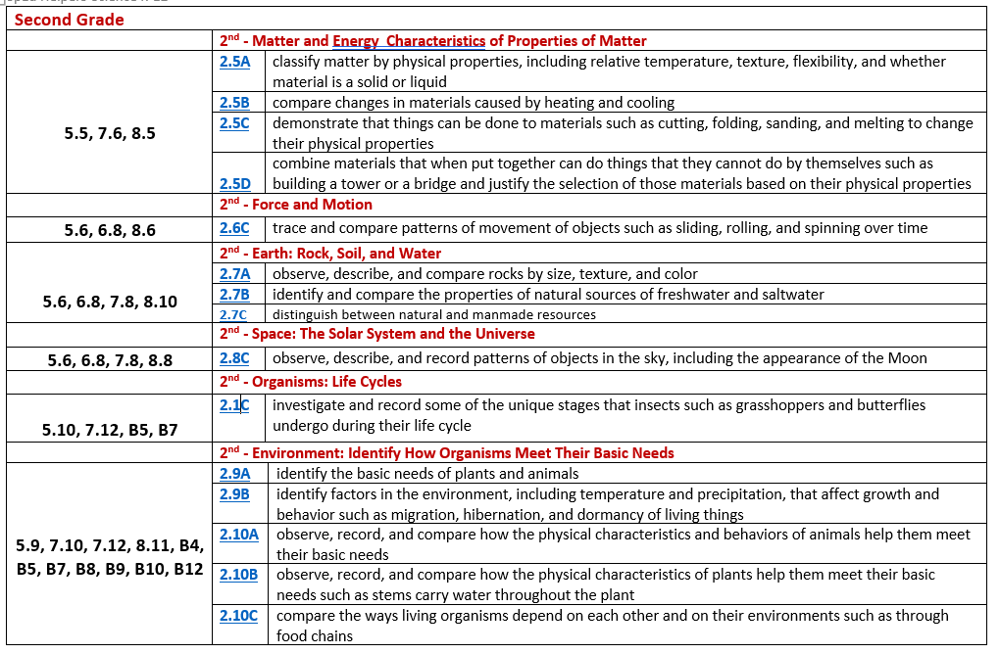 Second Grade
2nd - Matter and Energy Characteristics of Properties of Matter
5.5, 7.6, 8.5
2.5A classify matter by physical properties, including relative temperature, texture, flexibility, and whether
material is a solid or liquid
2.5B compare changes in materials caused by heating and cooling
2.5C demonstrate that things can be done to materials such as cutting, folding, sanding, and melting to change
their physical properties
combine materials that when put together can do things that they cannot do by themselves such as
2.5D building a tower or a bridge and justify the selection of those materials based on their physical properties
2nd - Force and Motion
5.6, 6.8, 8.6
2.6C trace and compare patterns of movement of objects such as sliding, rolling, and spinning over time
2nd - Earth: Rock, Soil, and Water
5.6, 6.8, 7.8, 8.10
2.7A observe, describe, and compare rocks by size, texture, and color
2.7B identify and compare the properties of natural sources of freshwater and saltwater
2.7C distinguish between natural and manmade resources
2nd - Space: The Solar System and the Universe
5.6, 6.8, 7.8, 8.8
2.8C observe, describe, and record patterns of objects in the sky, including the appearance of the Moon
2nd - Organisms: Life Cycles
5.10, 7.12, B5, B7
2.1C investigate and record some of the unique stages that insects such as grasshoppers and butterflies
undergo during their life cycle
2nd - Environment: Identify How Organisms Meet Their Basic Needs
5.9, 7.10, 7.12, 8.11, B4,
B5, B7, B8, B9, B10, B12
2.9A identify the basic needs of plants and animals
2.9B identify factors in the environment, including temperature and precipitation, that affect growth and
behavior such as migration, hibernation, and dormancy of living things
2.10A observe, record, and compare how the physical characteristics and behaviors of animals help them meet
their basic needs
2.10B observe, record, and compare how the physical characteristics of plants help them meet their basic
needs such as stems carry water throughout the plant
2.10C compare the ways living organisms depend on each other and on their environments such as through
food chains